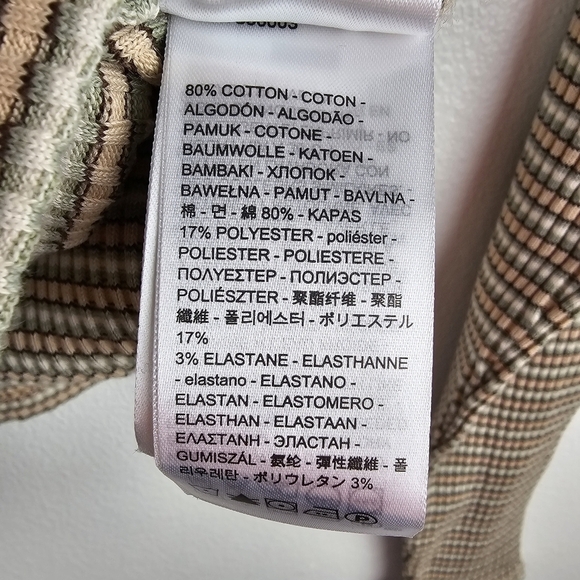 80% COTTON - COTON -
ALGODÓN - ALGODÃO -
PAMUK - COTONE -
BAUMWOLLE - KATOEN -
BAMBAKI - ХЛОПОК -
BAWEŁNA - PAMUT - BAVLNA -
棉 - 면 - 綿 80% - KAPAS
17% POLYESTER - poliéster -
POLIESTER - POLIESTERE -
ΠΟΛΥΕΣΤΕΡ - ПОЛИЭСТЕР -
POLIÉSZTER - 聚酯纤维 - 聚酯
纖維 - 폴리에스터 - ポリエステル
17%
3% ELASTANE - ELASTHANNE
- elastano - ELASTANO -
ELASTAN - ELASTOMERO -
ELASTHAN - ELASTAAN -
ΕΛΑΣΤΑΝΗ - ЭЛАСТАН -
GUMISZÁL - 氨纶 - 彈性纖維 - 폴
리우레탄 - ポリウレタン 3%
P